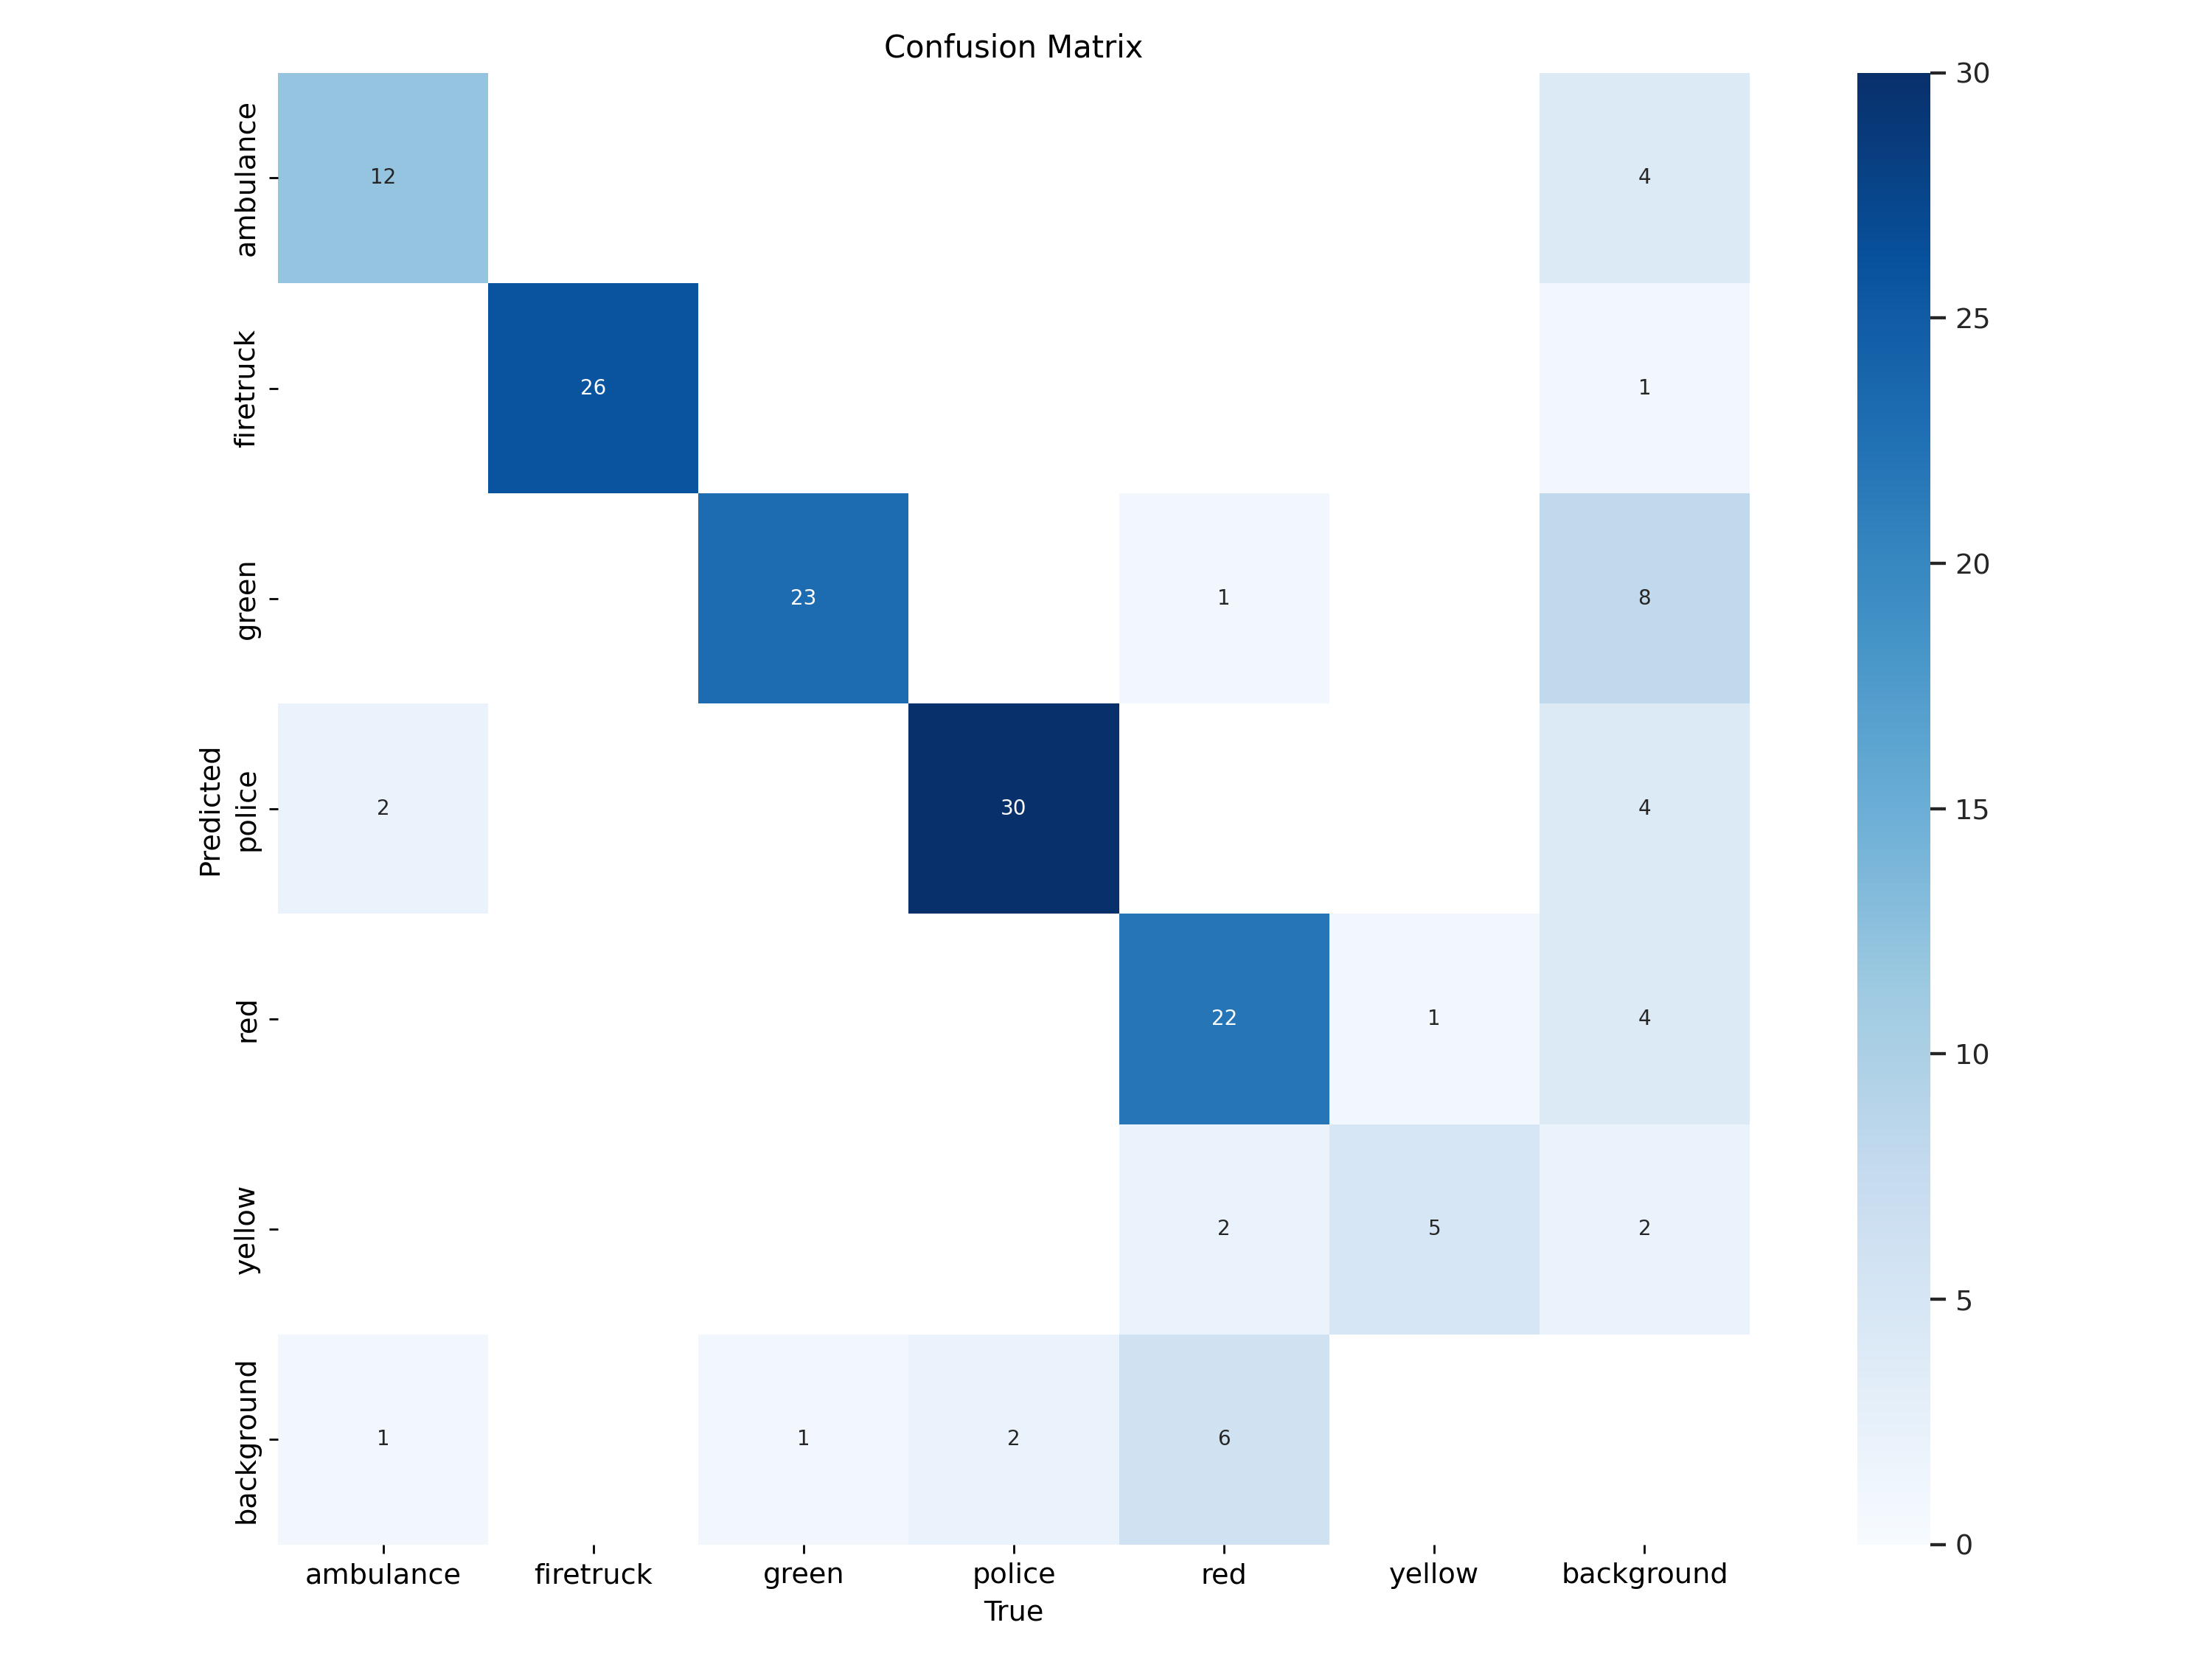 Confusion Matrix
ambulance 12 4
firetruck 26 1
green 23 1 8
Predicted
police 2 30 4
red 22 1 4
yellow 2 5 2
background 1 1 2 6
ambulance firetruck green police red yellow background
True
30
25
20
15
10
5
0